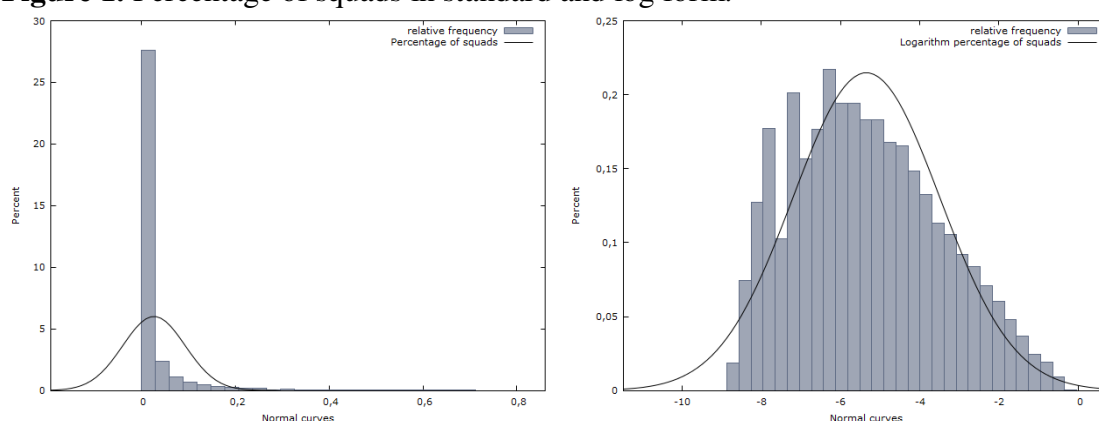 Figure 1. Percentage of squads in standard and log form.
30
25
20
15
10
5
0
Percent
relative frequency
Percentage of squads
0
0,2
0,4
0,6
0,8
Normal curves
0,25
0,2
0,15
0,1
0,05
0
Percent
relative frequency
Logarithm percentage of squads
-10
-8
-6
-4
-2
0
Normal curves